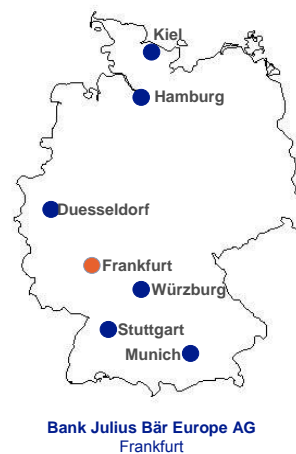 Kiel
Hamburg
Duesseldorf
Frankfurt
Würzburg
Stuttgart
Munich
Bank Julius Bär Europe AG
Frankfurt